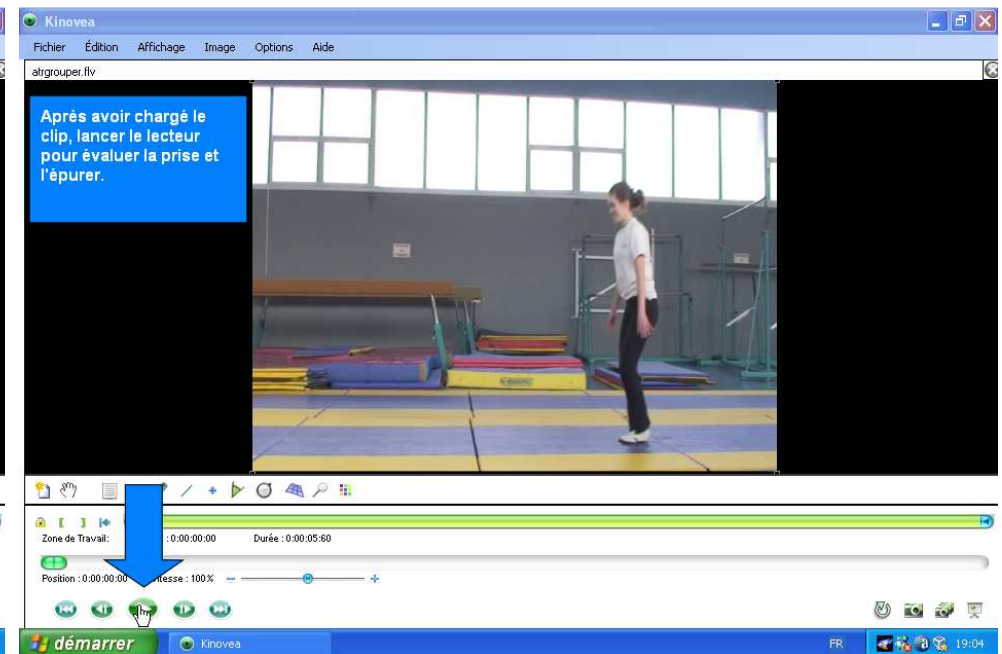 Kinovea
Fichier Édition Affichage Image Options Aide
atrgrouper.flv
Après avoir chargé le
clip, lancer le lecteur
pour évaluer la prise et
l'épurer.
Zone de Travail: : 0:00:00:00 Durée : 0:00:05:60
Position : 0:00:00:00 itesse : 100%
démarrer Kinovea FR 19:04